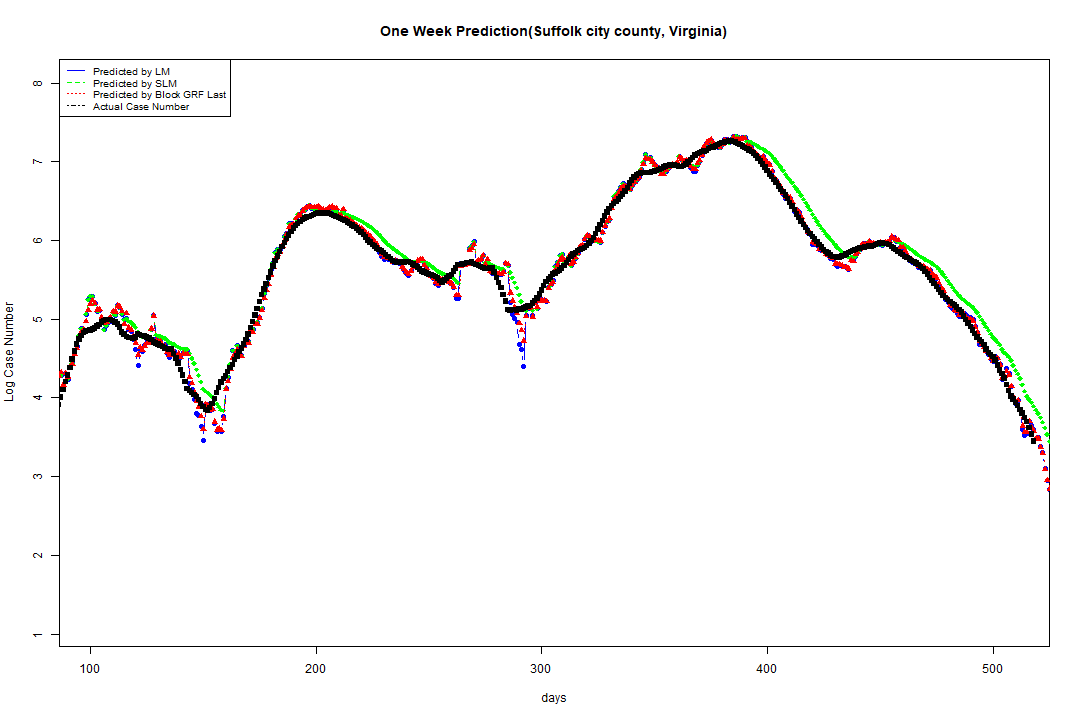 One Week Prediction(Suffolk city county, Virginia)
Predicted by LM
Predicted by SLM
Predicted by Block GRF Last
Actual Case Number
8
7
6
5
4
3
2
1
Log Case Number
100 200 300 400 500
days